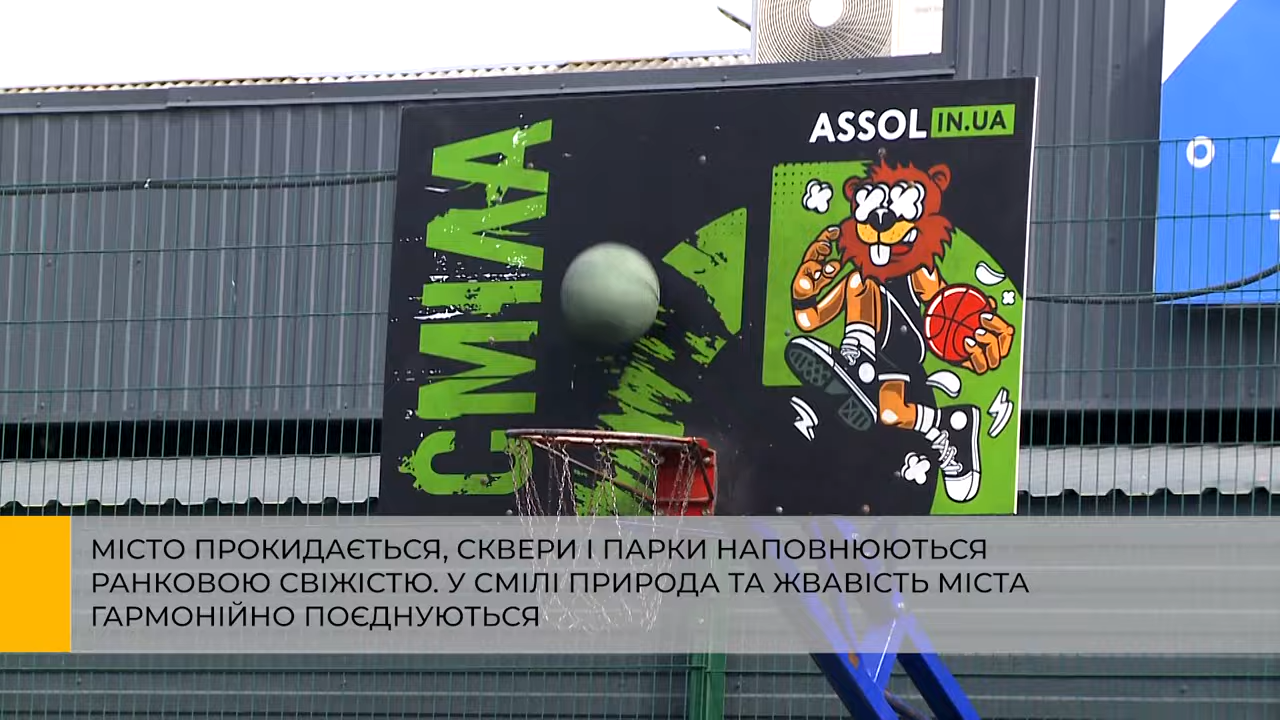 ASSOL IN.UA
СМІЛА
МІСТО ПРОКИДАЄТЬСЯ, СКВЕРИ І ПАРКИ НАПОВНЮЮТЬСЯ
РАНКОВОЮ СВІЖІСТЮ. У СМІЛІ ПРИРОДА ТА ЖВАВІСТЬ МІСТА
ГАРМОНІЙНО ПОЄДНУЮТЬСЯ